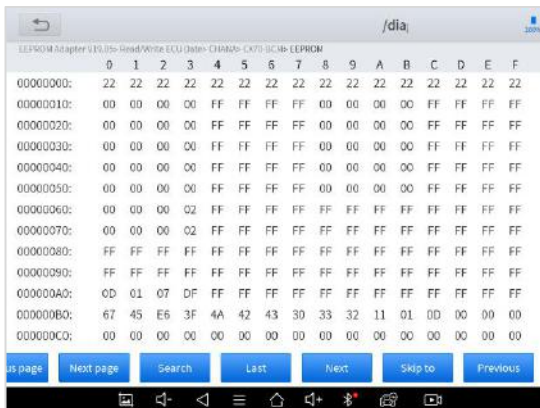 /dia
200%
EEPROM Adapter V19.05> Read/Write ECU Data> CHANA> CX70-BCM> EEPROM
0 1 2 3 4 5 6 7 8 9 A B C D E F
00000000: 22 22 22 22 22 22 22 22 22 22 22 22 22 22 22 22
00000010: 00 00 00 00 FF FF FF FF 00 00 00 00 FF FF FF FF
00000020: 00 00 00 00 FF FF FF FF 00 00 00 00 FF FF FF FF
00000030: 00 00 00 00 FF FF FF FF 00 00 00 00 FF FF FF FF
00000040: 00 00 00 00 FF FF FF FF 00 00 00 00 FF FF FF FF
00000050: 00 00 00 00 FF FF FF FF 00 00 00 00 FF FF FF FF
00000060: 00 00 00 02 FF FF FF FF FF FF FF FF FF FF FF FF
00000070: 00 00 00 02 FF FF FF FF FF FF FF FF FF FF FF FF
00000080: FF FF FF FF FF FF FF FF FF FF FF FF FF FF FF FF
00000090: FF FF FF FF FF FF FF FF FF FF FF FF FF FF FF FF
000000A0: 0D 01 07 DF FF FF FF FF FF FF FF FF FF FF FF FF
000000B0: 67 45 E6 3F 4A 42 43 30 33 32 11 01 0D 00 00 00
000000C0: 00 00 00 00 00 00 00 00 00 00 00 00 00 00 00 00
us page Next page Search Last Next Skip to Previous